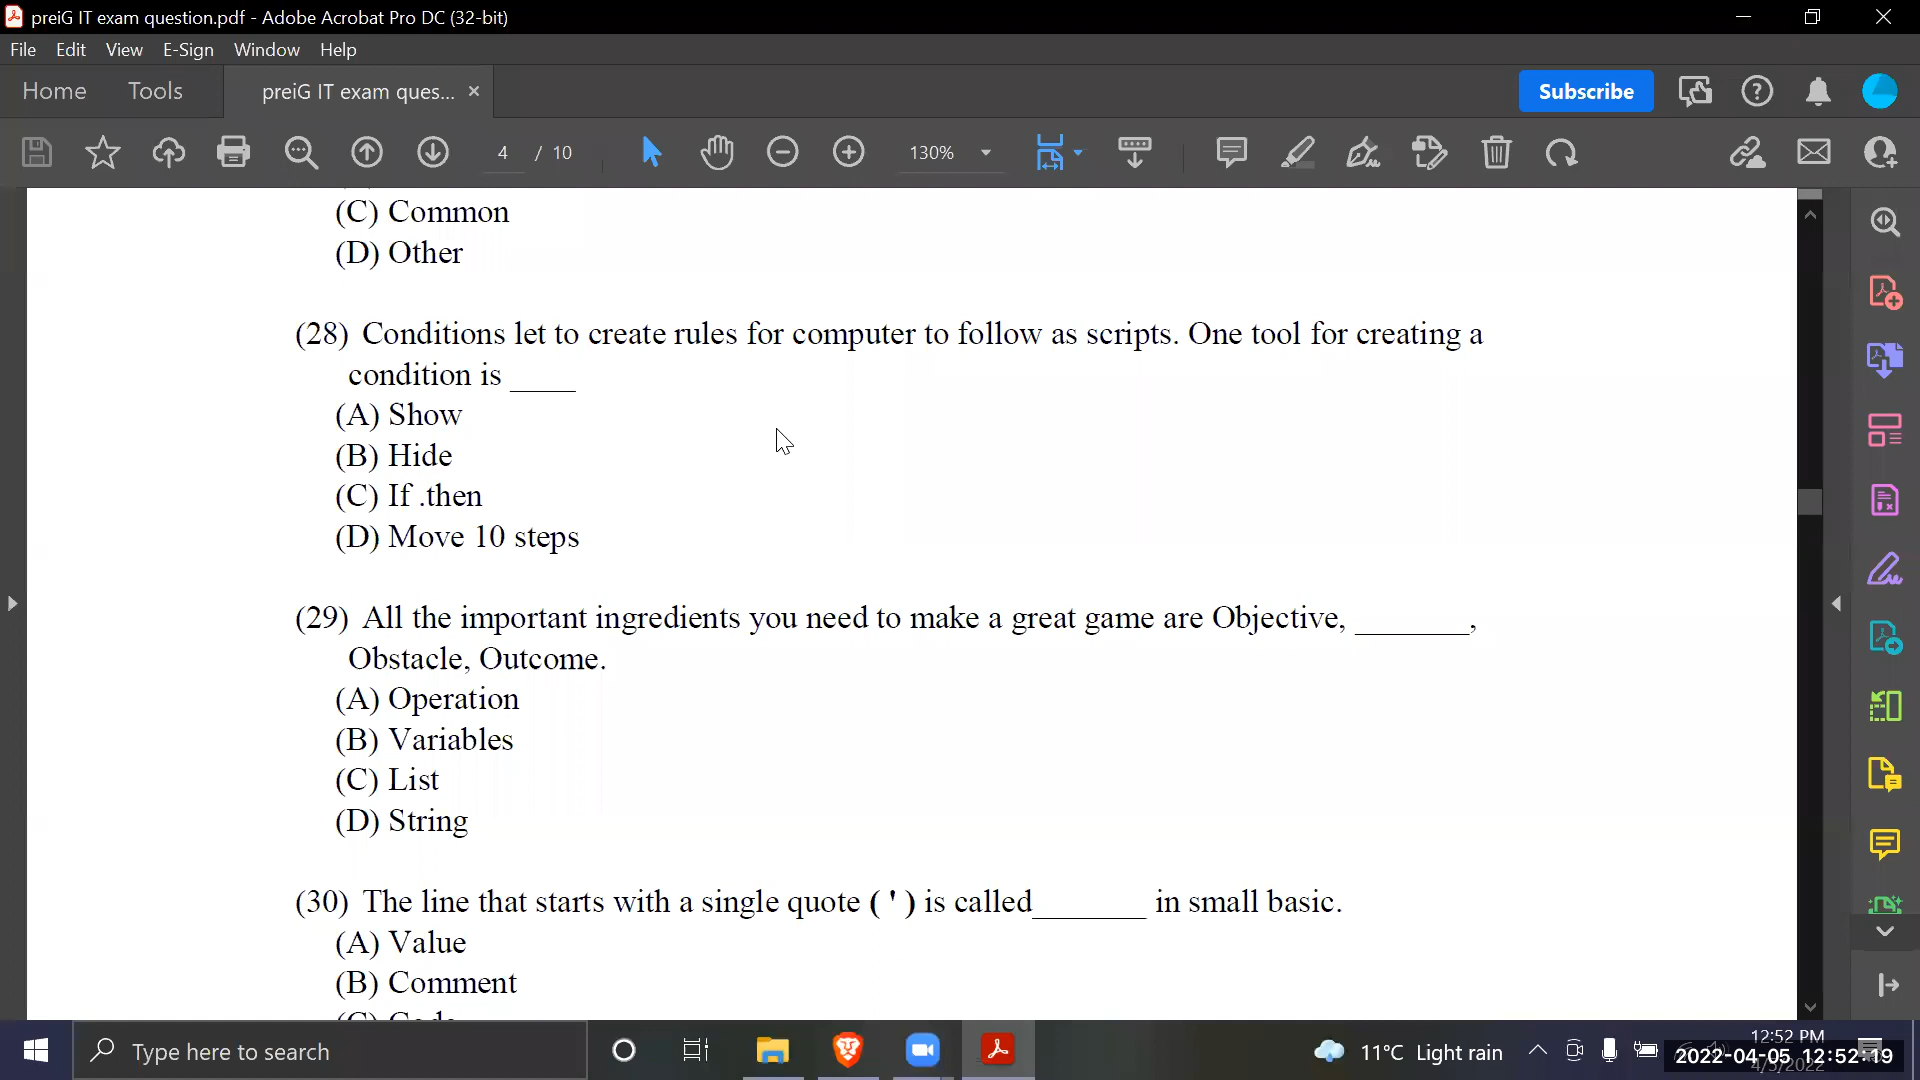 preiG IT exam question.pdf - Adobe Acrobat Pro DC (32-bit)
File Edit View E-Sign Window Help
Home Tools preiG IT exam ques... × Subscribe
4 / 10 130%
(C) Common
(D) Other
(28) Conditions let to create rules for computer to follow as scripts. One tool for creating a
condition is ____
(A) Show
(B) Hide
(C) If .then
(D) Move 10 steps
(29) All the important ingredients you need to make a great game are Objective, _______,
Obstacle, Outcome.
(A) Operation
(B) Variables
(C) List
(D) String
(30) The line that starts with a single quote ( ' ) is called_______ in small basic.
(A) Value
(B) Comment
Type here to search
11°C Light rain
12:52 PM
2022-04-05 12:52:19